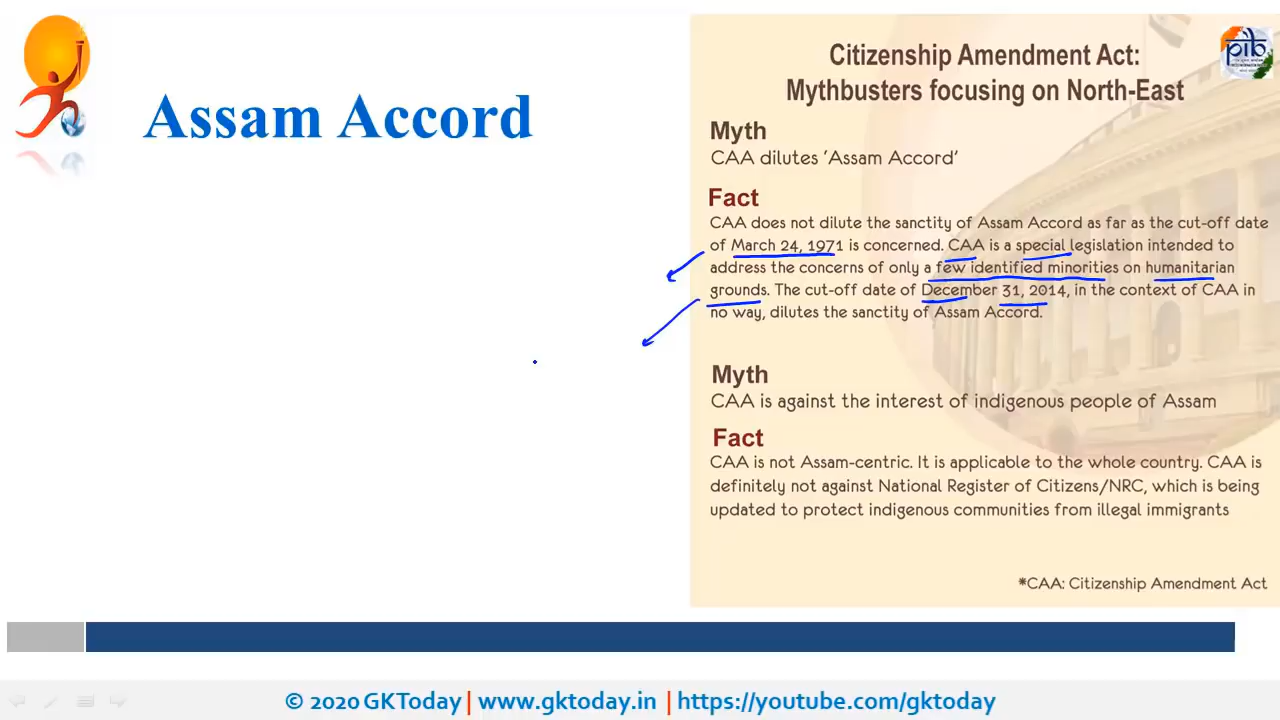 Assam Accord
pib
Citizenship Amendment Act:
Mythbusters focusing on North-East
Myth
CAA dilutes 'Assam Accord'
Fact
CAA does not dilute the sanctity of Assam Accord as far as the cut-off date
of March 24, 1971 is concerned. CAA is a special legislation intended to
address the concerns of only a few identified minorities on humanitarian
grounds. The cut-off date of December 31, 2014, in the context of CAA in
no way, dilutes the sanctity of Assam Accord.
Myth
CAA is against the interest of indigenous people of Assam
Fact
CAA is not Assam-centric. It is applicable to the whole country. CAA is
definitely not against National Register of Citizens/NRC, which is being
updated to protect indigenous communities from illegal immigrants
*CAA: Citizenship Amendment Act
© 2020 GKToday | www.gktoday.in | https://youtube.com/gktoday